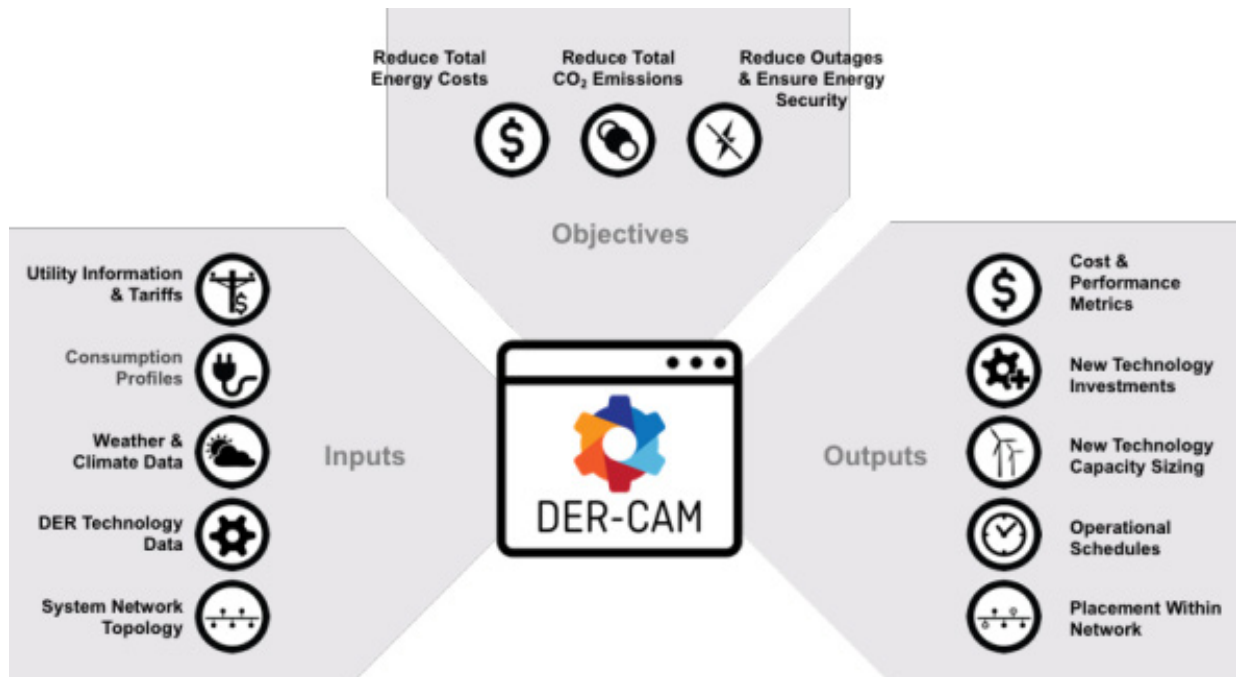 Reduce Total
Energy Costs
Reduce Total
CO₂ Emissions
Reduce Outages
& Ensure Energy
Security
Objectives
Utility Information
& Tariffs
Consumption
Profiles
Weather &
Climate Data
DER Technology
Data
System Network
Topology
Inputs
DER-CAM
Outputs
Cost &
Performance
Metrics
New Technology
Investments
New Technology
Capacity Sizing
Operational
Schedules
Placement Within
Network